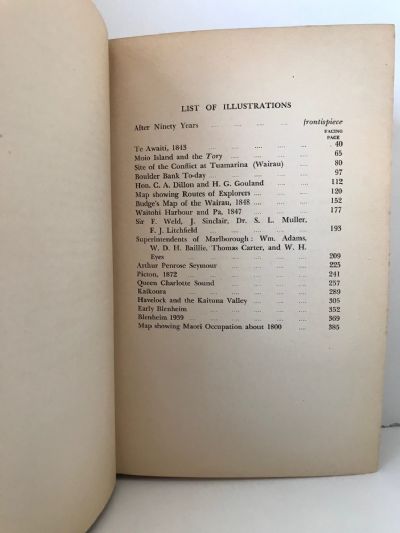 LIST OF ILLUSTRATIONS
After Ninety Years .... .... .... .... frontispiece
FACING
PAGE
Te Awaiti, 1843 .... .... .... .... .... 40
Moio Island and the Tory .... .... .... .... 65
Site of the Conflict at Tuamarina (Wairau) .... .... 80
Boulder Bank To-day .... .... .... .... 97
Hon. C. A. Dillon and H. G. Gouland .... .... 112
Map showing Routes of Explorers .... .... .... 120
Budge's Map of the Wairau, 1848 .... .... .... 152
Waitohi Harbour and Pa, 1847 .... .... .... 177
Sir F. Weld, J. Sinclair, Dr. S. L. Muller,
F. J. Litchfield .... .... .... .... 193
Superintendents of Marlborough: Wm. Adams,
W. D. H. Baillie, Thomas Carter, and W. H.
Eyes .... .... .... .... .... 209
Arthur Penrose Seymour .... .... .... .... 225
Picton, 1872 .... .... .... .... .... 241
Queen Charlotte Sound .... .... .... .... 257
Kaikoura .... .... .... .... .... 289
Havelock and the Kaituna Valley .... .... .... 305
Early Blenheim .... .... .... .... .... 352
Blenheim 1939 .... .... .... .... .... 369
Map showing Maori Occupation about 1800 .... .... 385